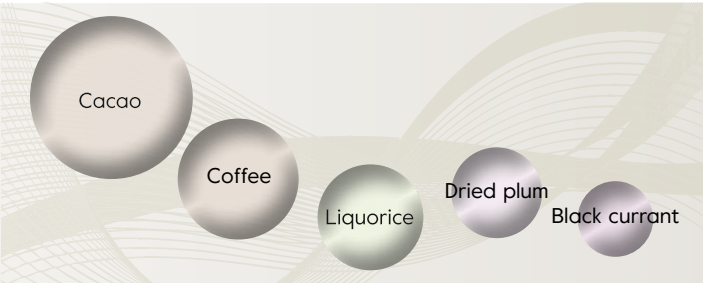 Cacao
Coffee
Liquorice
Dried plum
Black currant